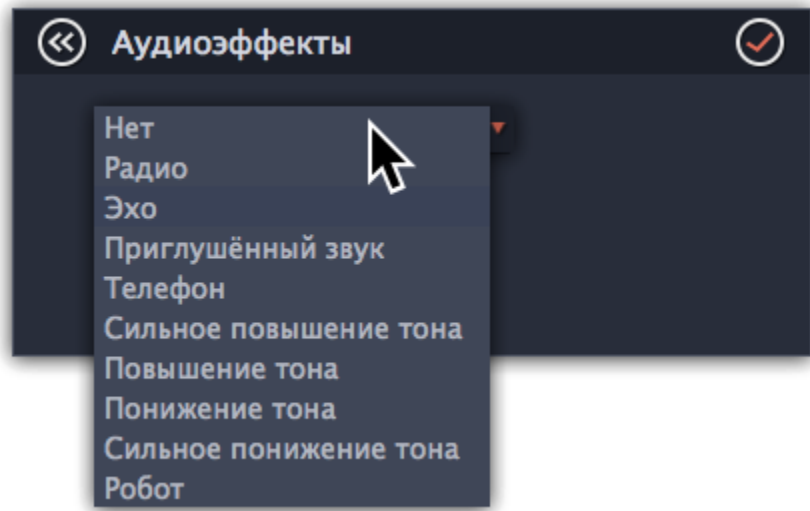 Аудиоэффекты
Нет
Радио
Эхо
Приглушённый звук
Телефон
Сильное повышение тона
Повышение тона
Понижение тона
Сильное понижение тона
Робот